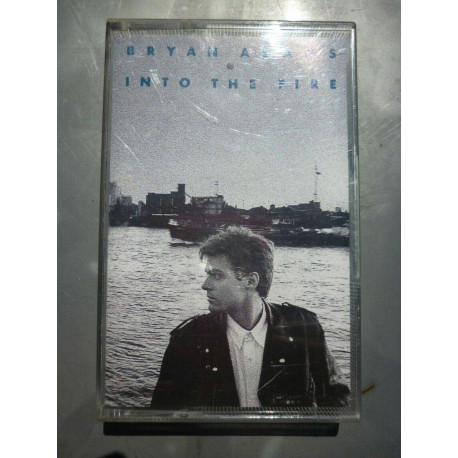 BRYAN ADAMS
INTO THE FIRE